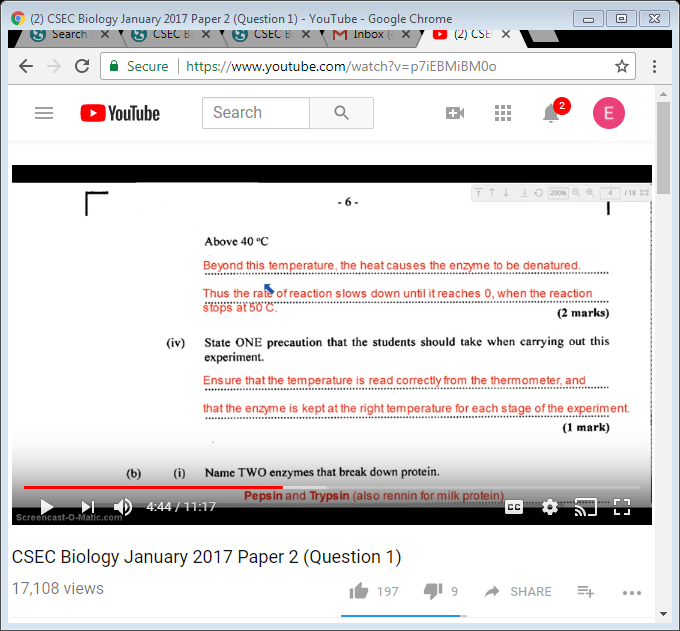 (2) CSEC Biology January 2017 Paper 2 (Question 1) - YouTube - Google Chrome
Search CSEC B CSEC B Inbox ( (2) CSE
Secure https://www.youtube.com/watch?v=p7iEBMiBM0o
YouTube Search 2 E
200% 4 / 18
- 6 -
Above 40 °C
Beyond this temperature, the heat causes the enzyme to be denatured.
Thus the rate of reaction slows down until it reaches 0, when the reaction
stops at 50 C.
(2 marks)
(iv) State ONE precaution that the students should take when carrying out this
experiment.
Ensure that the temperature is read correctly from the thermometer, and
that the enzyme is kept at the right temperature for each stage of the experiment.
(1 mark)
(b) (i) Name TWO enzymes that break down protein.
Pepsin and Trypsin (also rennin for milk protein)
4:44 / 11:17 CC
Screencast-O-Matic.com
CSEC Biology January 2017 Paper 2 (Question 1)
17,108 views 197 9 SHARE